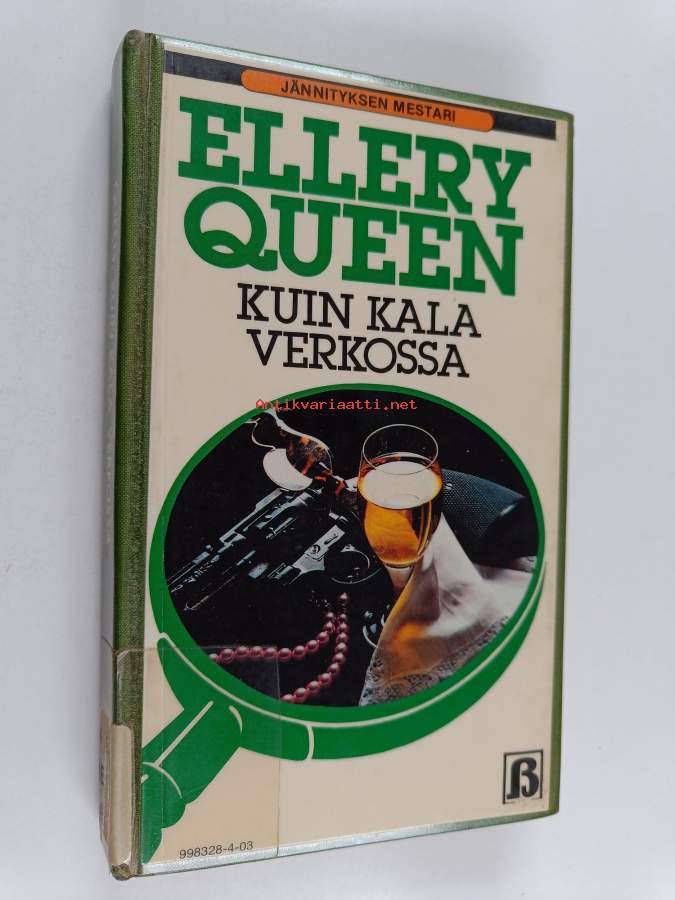 JÄNNITYKSEN MESTARI
ELLERY
QUEEN
KUIN KALA
VERKOSSA
Antikvariaatti.net
ß
998328-4-03